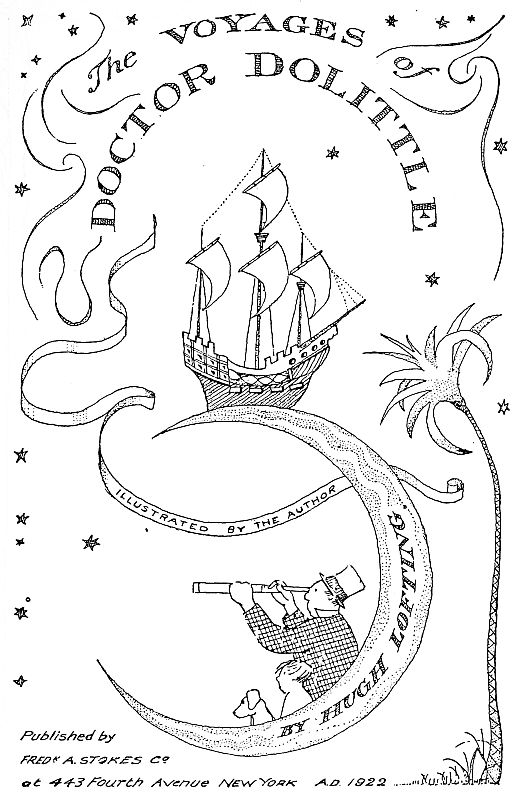 The VOYAGES of
DOCTOR DOLITTLE
ILLUSTRATED BY THE AUTHOR
BY HUGH LOFTING.
Published by
FREDK A. STOKES Co
at 443 Fourth Avenue NEW YORK A.D. 1922